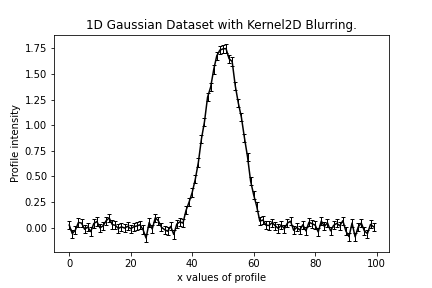 1D Gaussian Dataset with Kernel2D Blurring.
1.75
1.50
1.25
1.00
0.75
0.50
0.25
0.00
Profile intensity
0 20 40 60 80 100
x values of profile